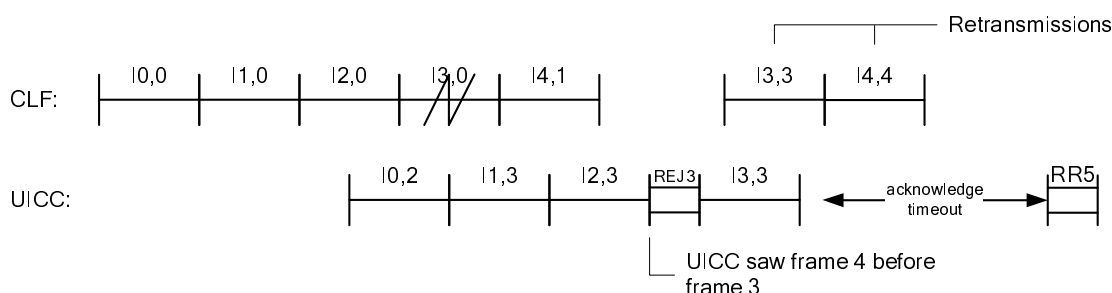 Retransmissions
CLF: I0,0 I1,0 I2,0 I3,0 I4,1 I3,3 I4,4
UICC: I0,2 I1,3 I2,3 REJ3 I3,3 acknowledge timeout RR5
UICC saw frame 4 before
frame 3